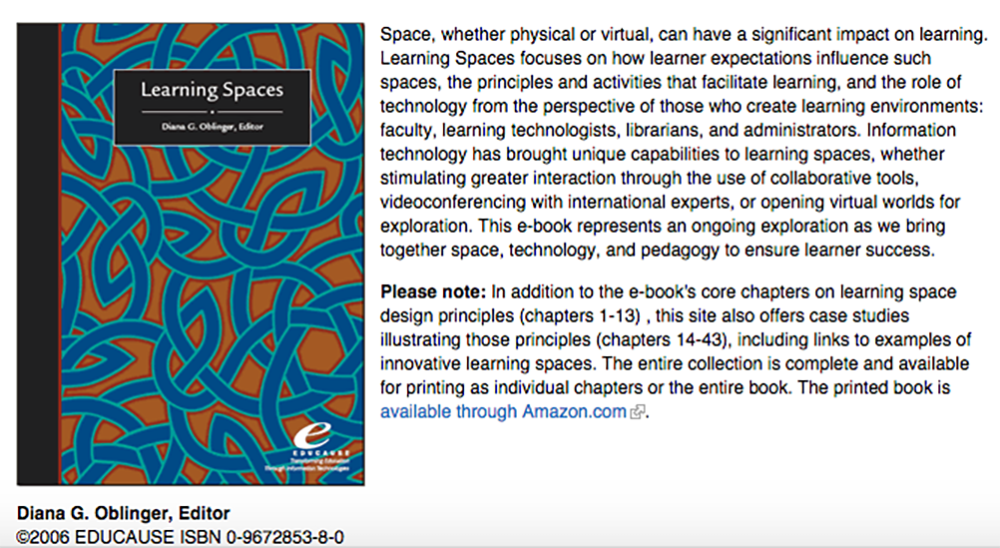 Learning Spaces
Diana G. Oblinger, Editor
e
EDUCAUSE
Transforming Education
Through Information Technologies
Space, whether physical or virtual, can have a significant impact on learning.
Learning Spaces focuses on how learner expectations influence such
spaces, the principles and activities that facilitate learning, and the role of
technology from the perspective of those who create learning environments:
faculty, learning technologists, librarians, and administrators. Information
technology has brought unique capabilities to learning spaces, whether
stimulating greater interaction through the use of collaborative tools,
videoconferencing with international experts, or opening virtual worlds for
exploration. This e-book represents an ongoing exploration as we bring
together space, technology, and pedagogy to ensure learner success.
Please note: In addition to the e-book's core chapters on learning space
design principles (chapters 1-13) , this site also offers case studies
illustrating those principles (chapters 14-43), including links to examples of
innovative learning spaces. The entire collection is complete and available
for printing as individual chapters or the entire book. The printed book is
available through Amazon.com.
Diana G. Oblinger, Editor
©2006 EDUCAUSE ISBN 0-9672853-8-0